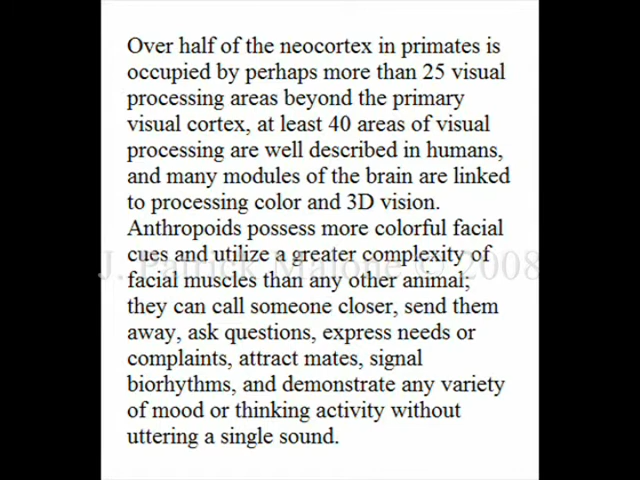 Over half of the neocortex in primates is
occupied by perhaps more than 25 visual
processing areas beyond the primary
visual cortex, at least 40 areas of visual
processing are well described in humans,
and many modules of the brain are linked
to processing color and 3D vision.
Anthropoids possess more colorful facial
cues and utilize a greater complexity of
J. Patrick Malone © 2008
facial muscles than any other animal;
they can call someone closer, send them
away, ask questions, express needs or
complaints, attract mates, signal
biorhythms, and demonstrate any variety
of mood or thinking activity without
uttering a single sound.